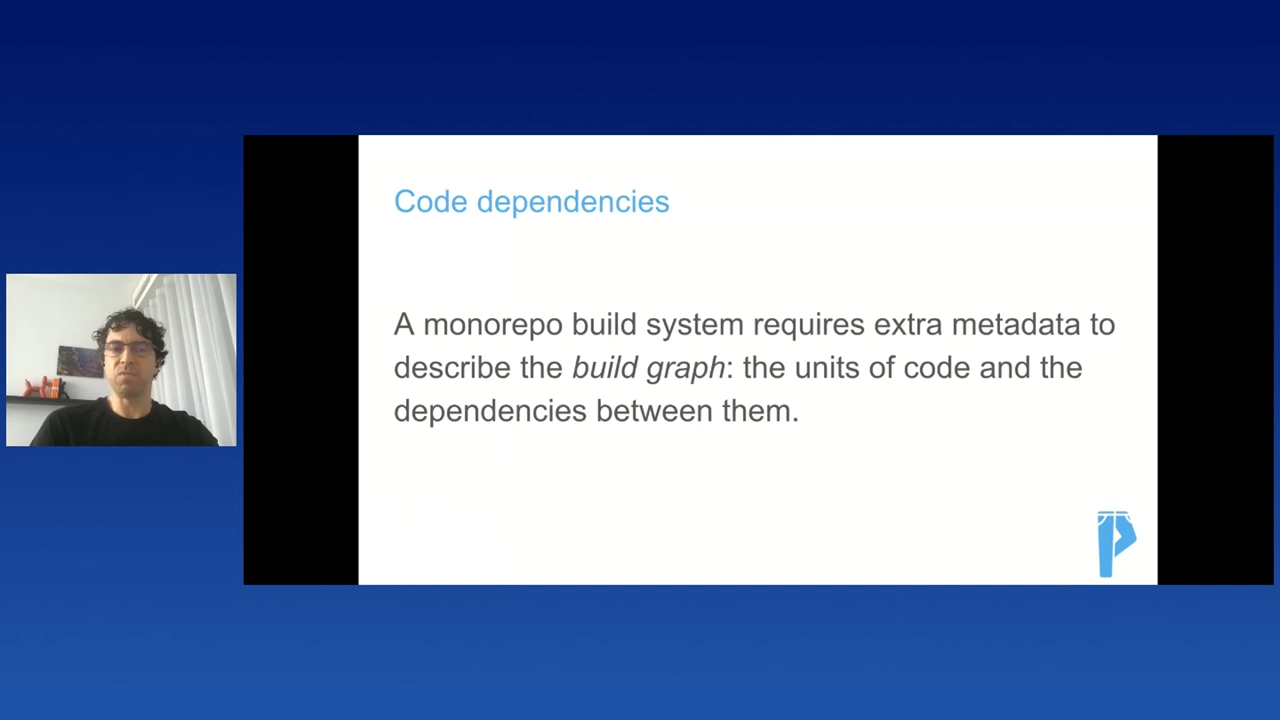 Code dependencies
A monorepo build system requires extra metadata to
describe the build graph: the units of code and the
dependencies between them.